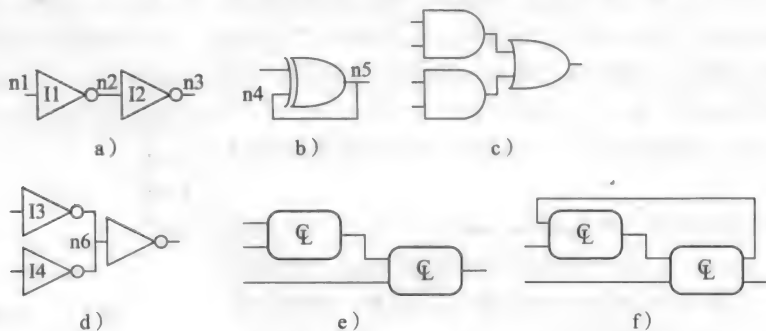 n1 I1 n2 I2 n3
a)
n4 n5
b)
c)
I3
n6
I4
d)
CL
CL
e)
CL
CL
f)